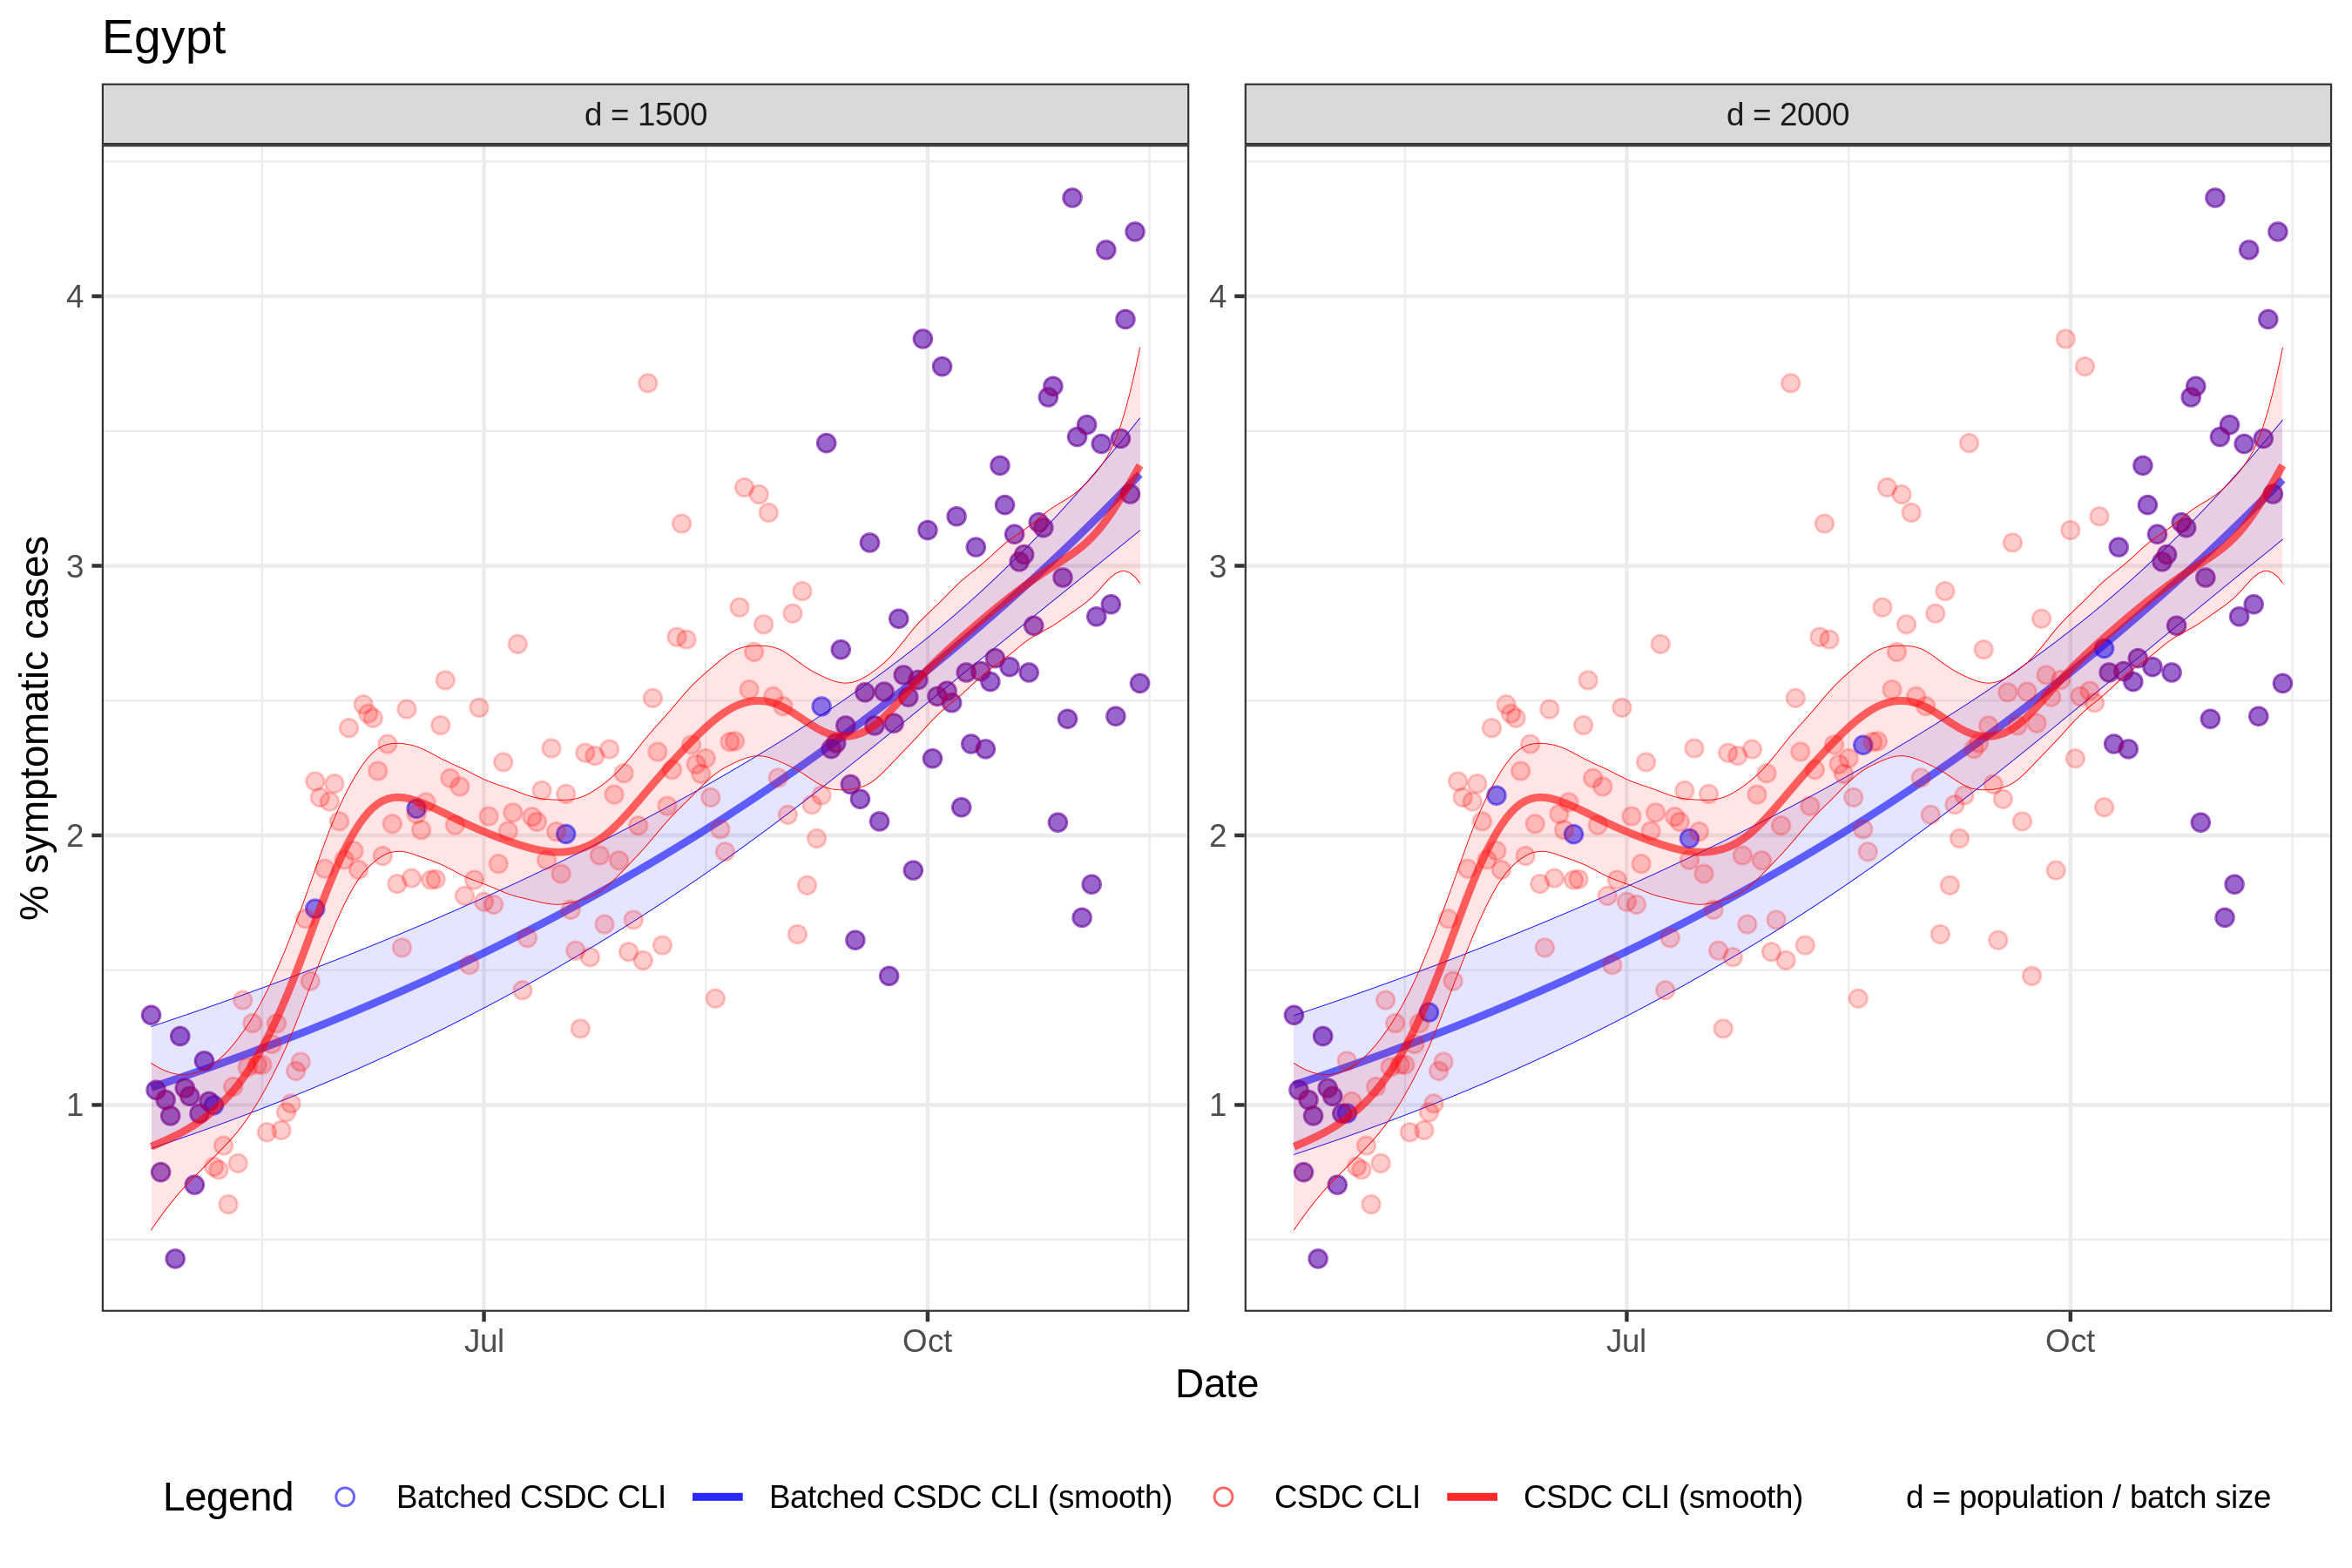 Egypt
d = 1500
d = 2000
% symptomatic cases
4
3
2
1
4
3
2
1
Jul
Oct
Jul
Oct
Date
Legend
Batched CSDC CLI
Batched CSDC CLI (smooth)
CSDC CLI
CSDC CLI (smooth)
d = population / batch size